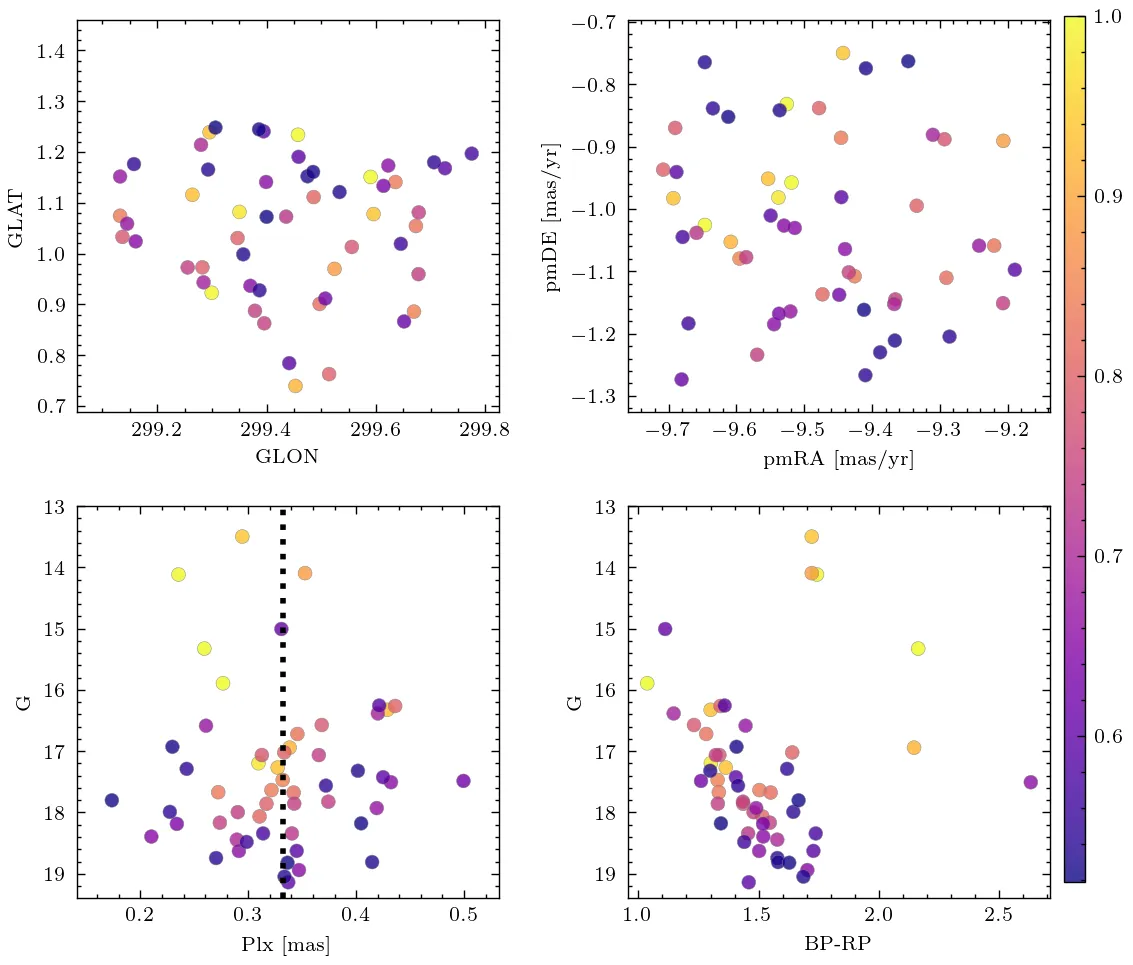 1.4
1.3
1.2
1.1
1.0
0.9
0.8
0.7
GLAT
299.2 299.4 299.6 299.8
GLON
−0.7
−0.8
−0.9
−1.0
−1.1
−1.2
−1.3
pmDE [mas/yr]
−9.7 −9.6 −9.5 −9.4 −9.3 −9.2
pmRA [mas/yr]
1.0
0.9
0.8
0.7
0.6
13
14
15
16
17
18
19
G
0.2 0.3 0.4 0.5
Plx [mas]
13
14
15
16
17
18
19
G
1.0 1.5 2.0 2.5
BP-RP